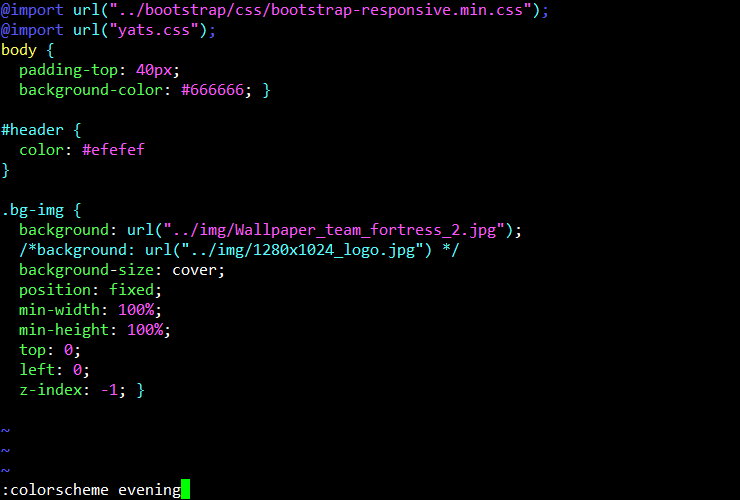 @import url("../bootstrap/css/bootstrap-responsive.min.css");
@import url("yats.css");
body {
  padding-top: 40px;
  background-color: #666666; }

#header {
  color: #efefef
}

.bg-img {
  background: url("../img/Wallpaper_team_fortress_2.jpg");
  /*background: url("../img/1280x1024_logo.jpg") */
  background-size: cover;
  position: fixed;
  min-width: 100%;
  min-height: 100%;
  top: 0;
  left: 0;
  z-index: -1; }

~
~
~
:colorscheme evening